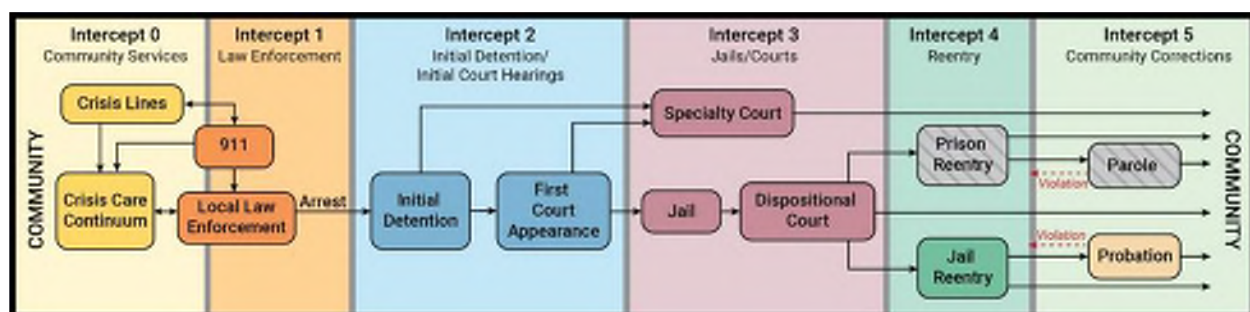 Intercept 0
Community Services
Intercept 1
Law Enforcement
Intercept 2
Initial Detention/
Initial Court Hearings
Intercept 3
Jails/Courts
Intercept 4
Reentry
Intercept 5
Community Corrections
COMMUNITY
Crisis Lines
911
Crisis Care
Continuum
Local Law
Enforcement
Arrest
Initial
Detention
First
Court
Appearance
Specialty Court
Jail
Dispositional
Court
Prison
Reentry
Violation
Parole
Jail
Reentry
Violation
Probation
COMMUNITY